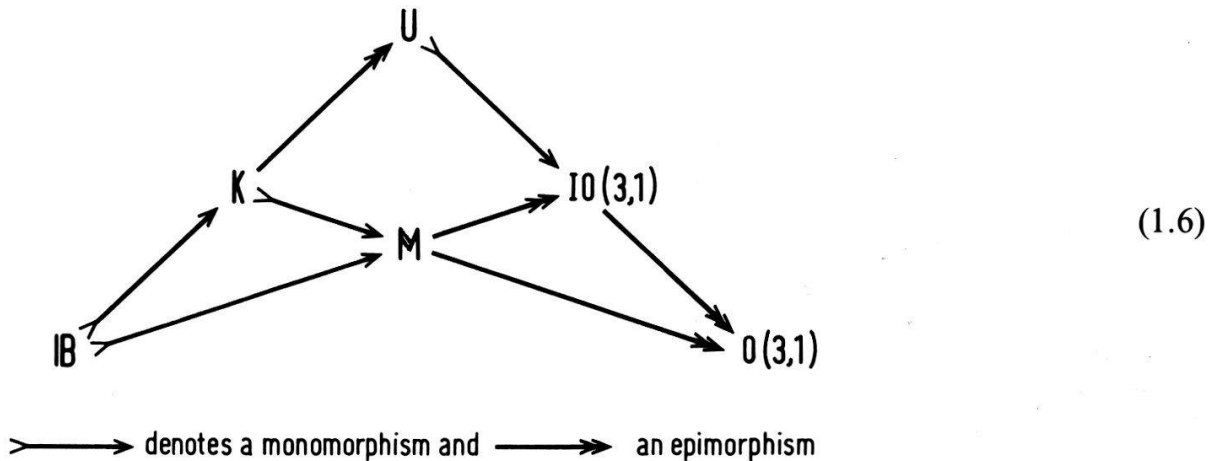 U
K
IO(3,1)
(1.6)
M
IB
O(3,1)
denotes a monomorphism and
an epimorphism